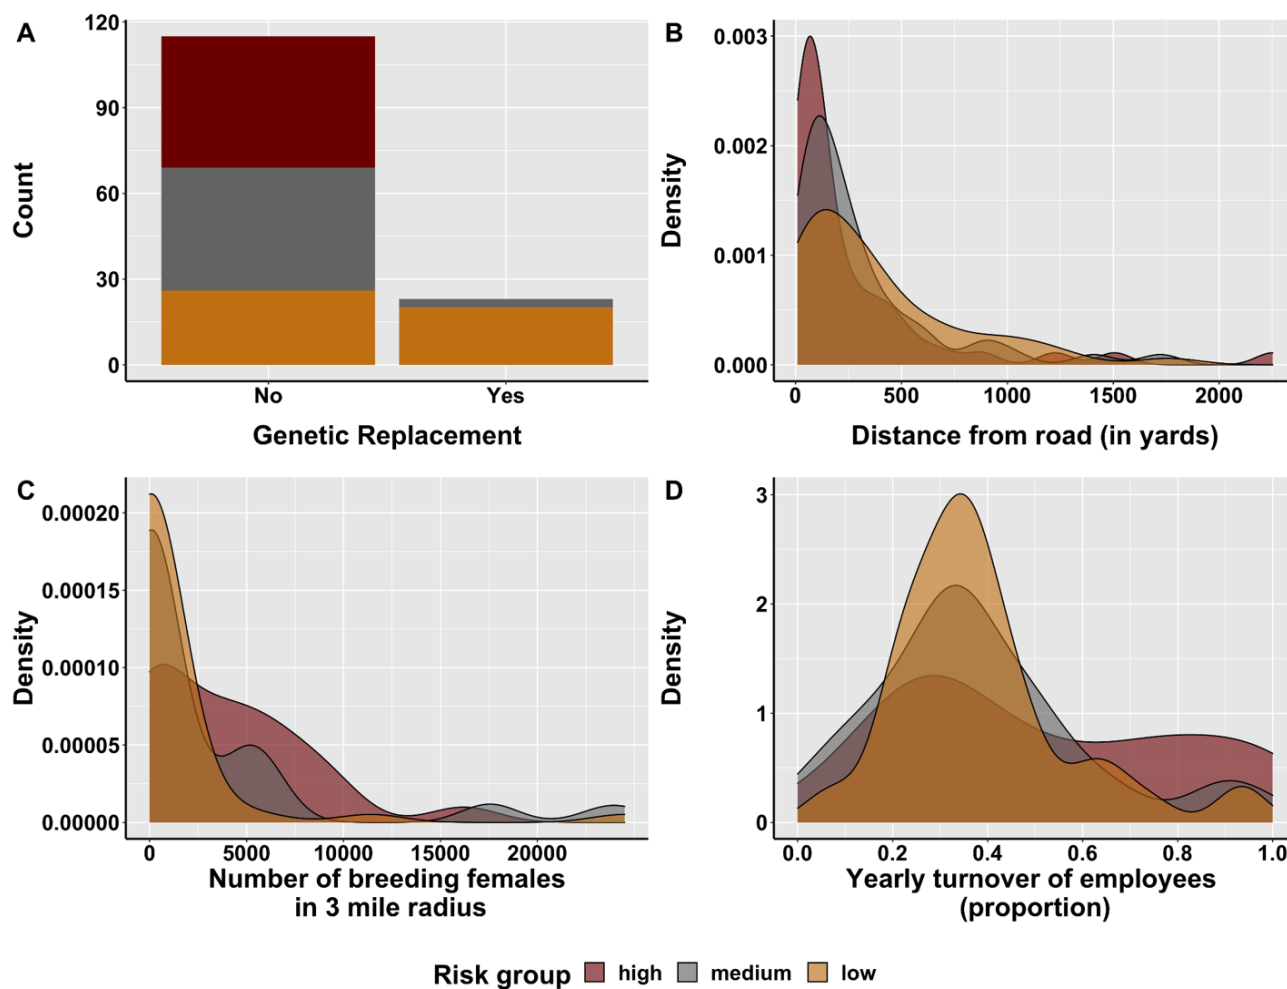 A
120
90
60
30
0
Count
No Yes
Genetic Replacement
B
0.003
0.002
0.001
0.000
Density
0 500 1000 1500 2000
Distance from road (in yards)
C
0.00020
0.00015
0.00010
0.00005
0.00000
Density
0 5000 10000 15000 20000
Number of breeding females
in 3 mile radius
D
3
2
1
0
Density
0.0 0.2 0.4 0.6 0.8 1.0
Yearly turnover of employees
(proportion)
Risk group high medium low